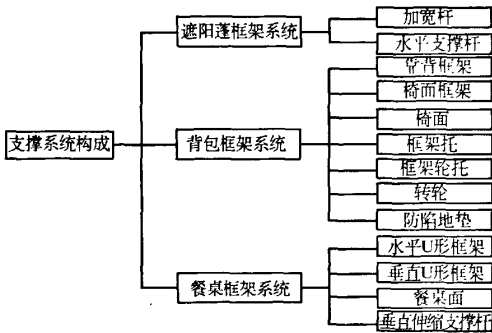 支撑系统构成
遮阳蓬框架系统
加宽杆
水平支撑杆
背包框架系统
靠背框架
椅面框架
椅面
框架托
框架轮托
转轮
防陷地垫
餐桌框架系统
水平U形框架
垂直U形框架
餐桌面
垂直伸缩支撑杆